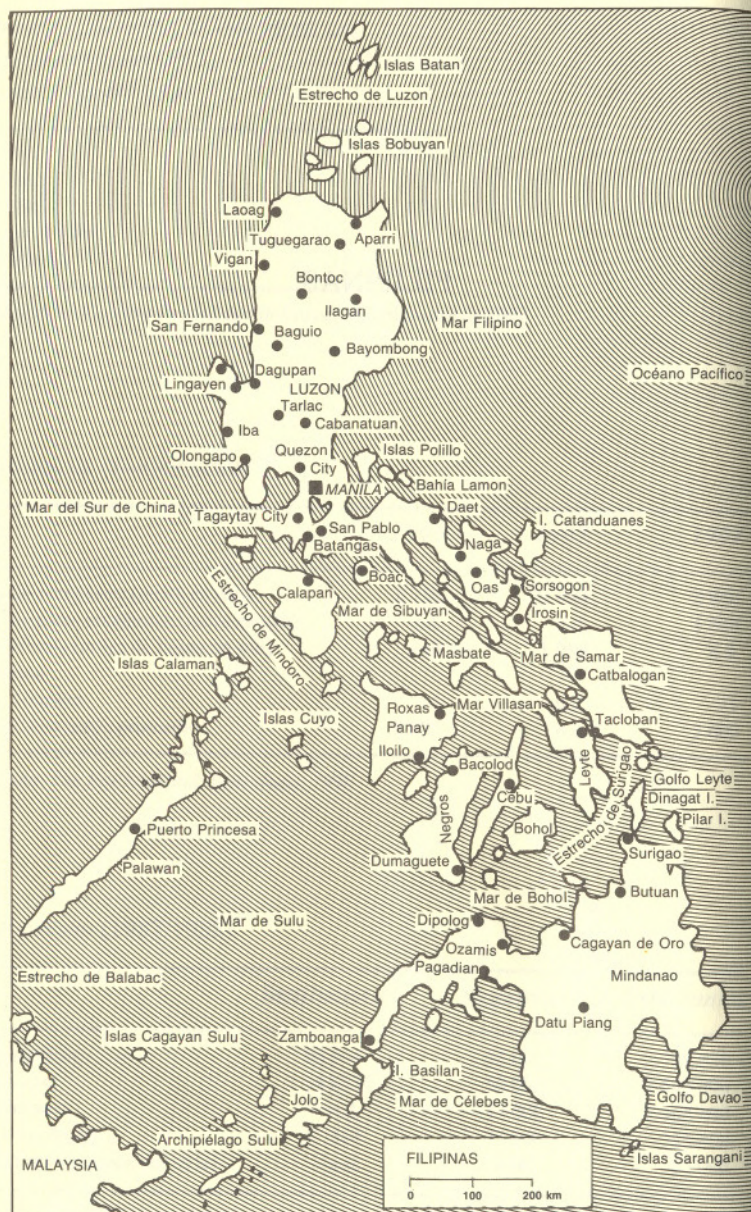 Islas Batan
Estrecho de Luzon
Islas Bobuyan
Laoag
Aparri
Tuguegarao
Vigan
Bontoc
Ilagan
San Fernando
Mar Filipino
Baguio
Bayombong
Océano Pacífico
Dagupan
Lingayen
LUZON
Tarlac
Cabanatuan
Iba
Islas Polillo
Olongapo
Quezon
City
Bahía Lamon
MANILA
Mar del Sur de China
Daet
Tagaytay City
I. Catanduanes
San Pablo
Batangas
Naga
Boac
Oas
Sorsogon
Calapan
Irosin
Estrecho de Mindoro
Mar de Sibuyan
Masbate
Mar de Samar
Islas Calaman
Catbalogan
Roxas
Mar Villasan
Islas Cuyo
Panay
Tacloban
Iloilo
Leyte
Bacolod
Estrecho de Surigao
Golfo Leyte
Cebu
Dinagat I.
Negros
Bohol
Pilar I.
Puerto Princesa
Surigao
Palawan
Dumaguete
Mar de Bohol
Butuan
Mar de Sulu
Dipolog
Ozamis
Cagayan de Oro
Pagadian
Mindanao
Estrecho de Balabac
Datu Piang
Islas Cagayan Sulu
Zamboanga
I. Basilan
Jolo
Mar de Célebes
Golfo Davao
Archipiélago Sulu
MALAYSIA
FILIPINAS
Islas Sarangani
0 100 200 km